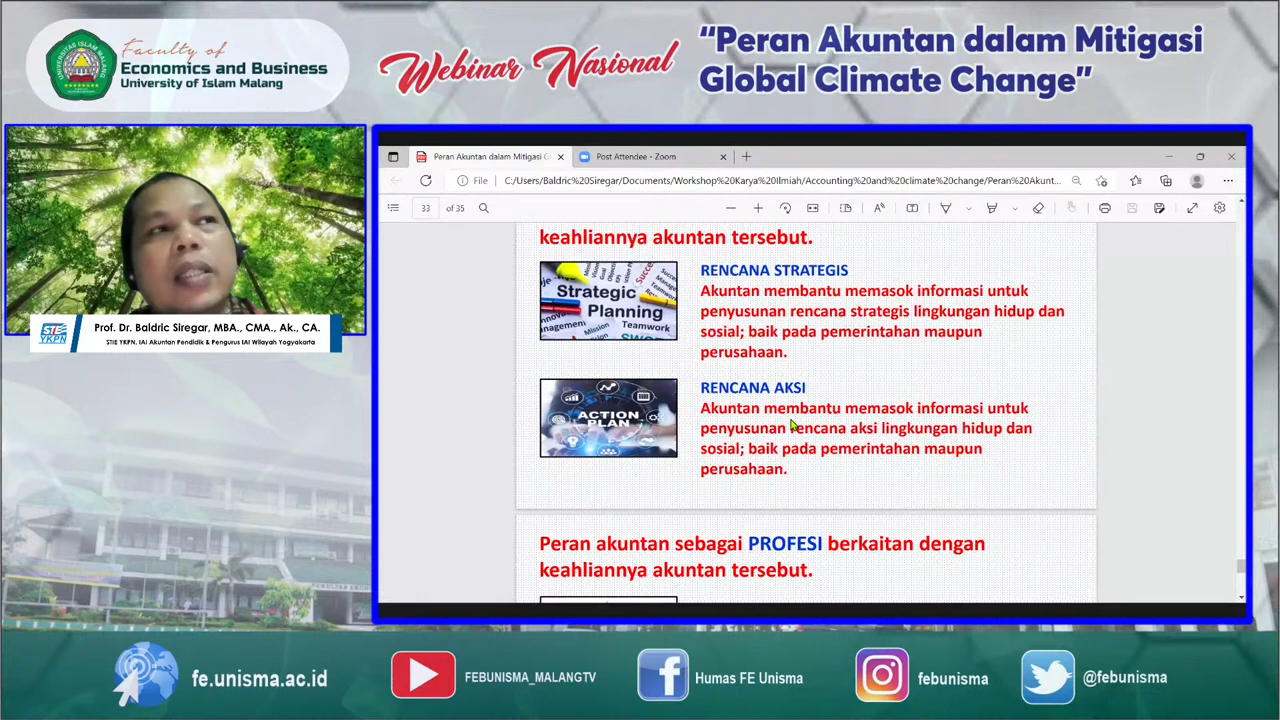 Faculty of
Economics and Business
University of Islam Malang
UNIVERSITAS ISLAM MALANG
Webinar Nasional
“Peran Akuntan dalam Mitigasi
Global Climate Change”
Prof. Dr. Baldric Siregar, MBA., CMA., Ak., CA.
STIE YKPN, IAI Akuntan Pendidik & Pengurus IAI Wilayah Yogyakarta
STIE
YKPN
Peran Akuntan dalam Mitigasi G
Post Attendee - Zoom
File
C:/Users/Baldric%20Siregar/Documents/Workshop%20Karya%20Ilmiah/Accounting%20and%20climate%20change/Peran%20Akunt...
33 of 35
keahliannya akuntan tersebut.
Strategic
Planning
Teamwork
Mission
RENCANA STRATEGIS
Akuntan membantu memasok informasi untuk
penyusunan rencana strategis lingkungan hidup dan
sosial; baik pada pemerintahan maupun
perusahaan.
ACTION
PLAN
RENCANA AKSI
Akuntan membantu memasok informasi untuk
penyusunan rencana aksi lingkungan hidup dan
sosial; baik pada pemerintahan maupun
perusahaan.
Peran akuntan sebagai PROFESI berkaitan dengan
keahliannya akuntan tersebut.
fe.unisma.ac.id
FEBUNISMA_MALANGTV
Humas FE Unisma
febunisma
@febunisma